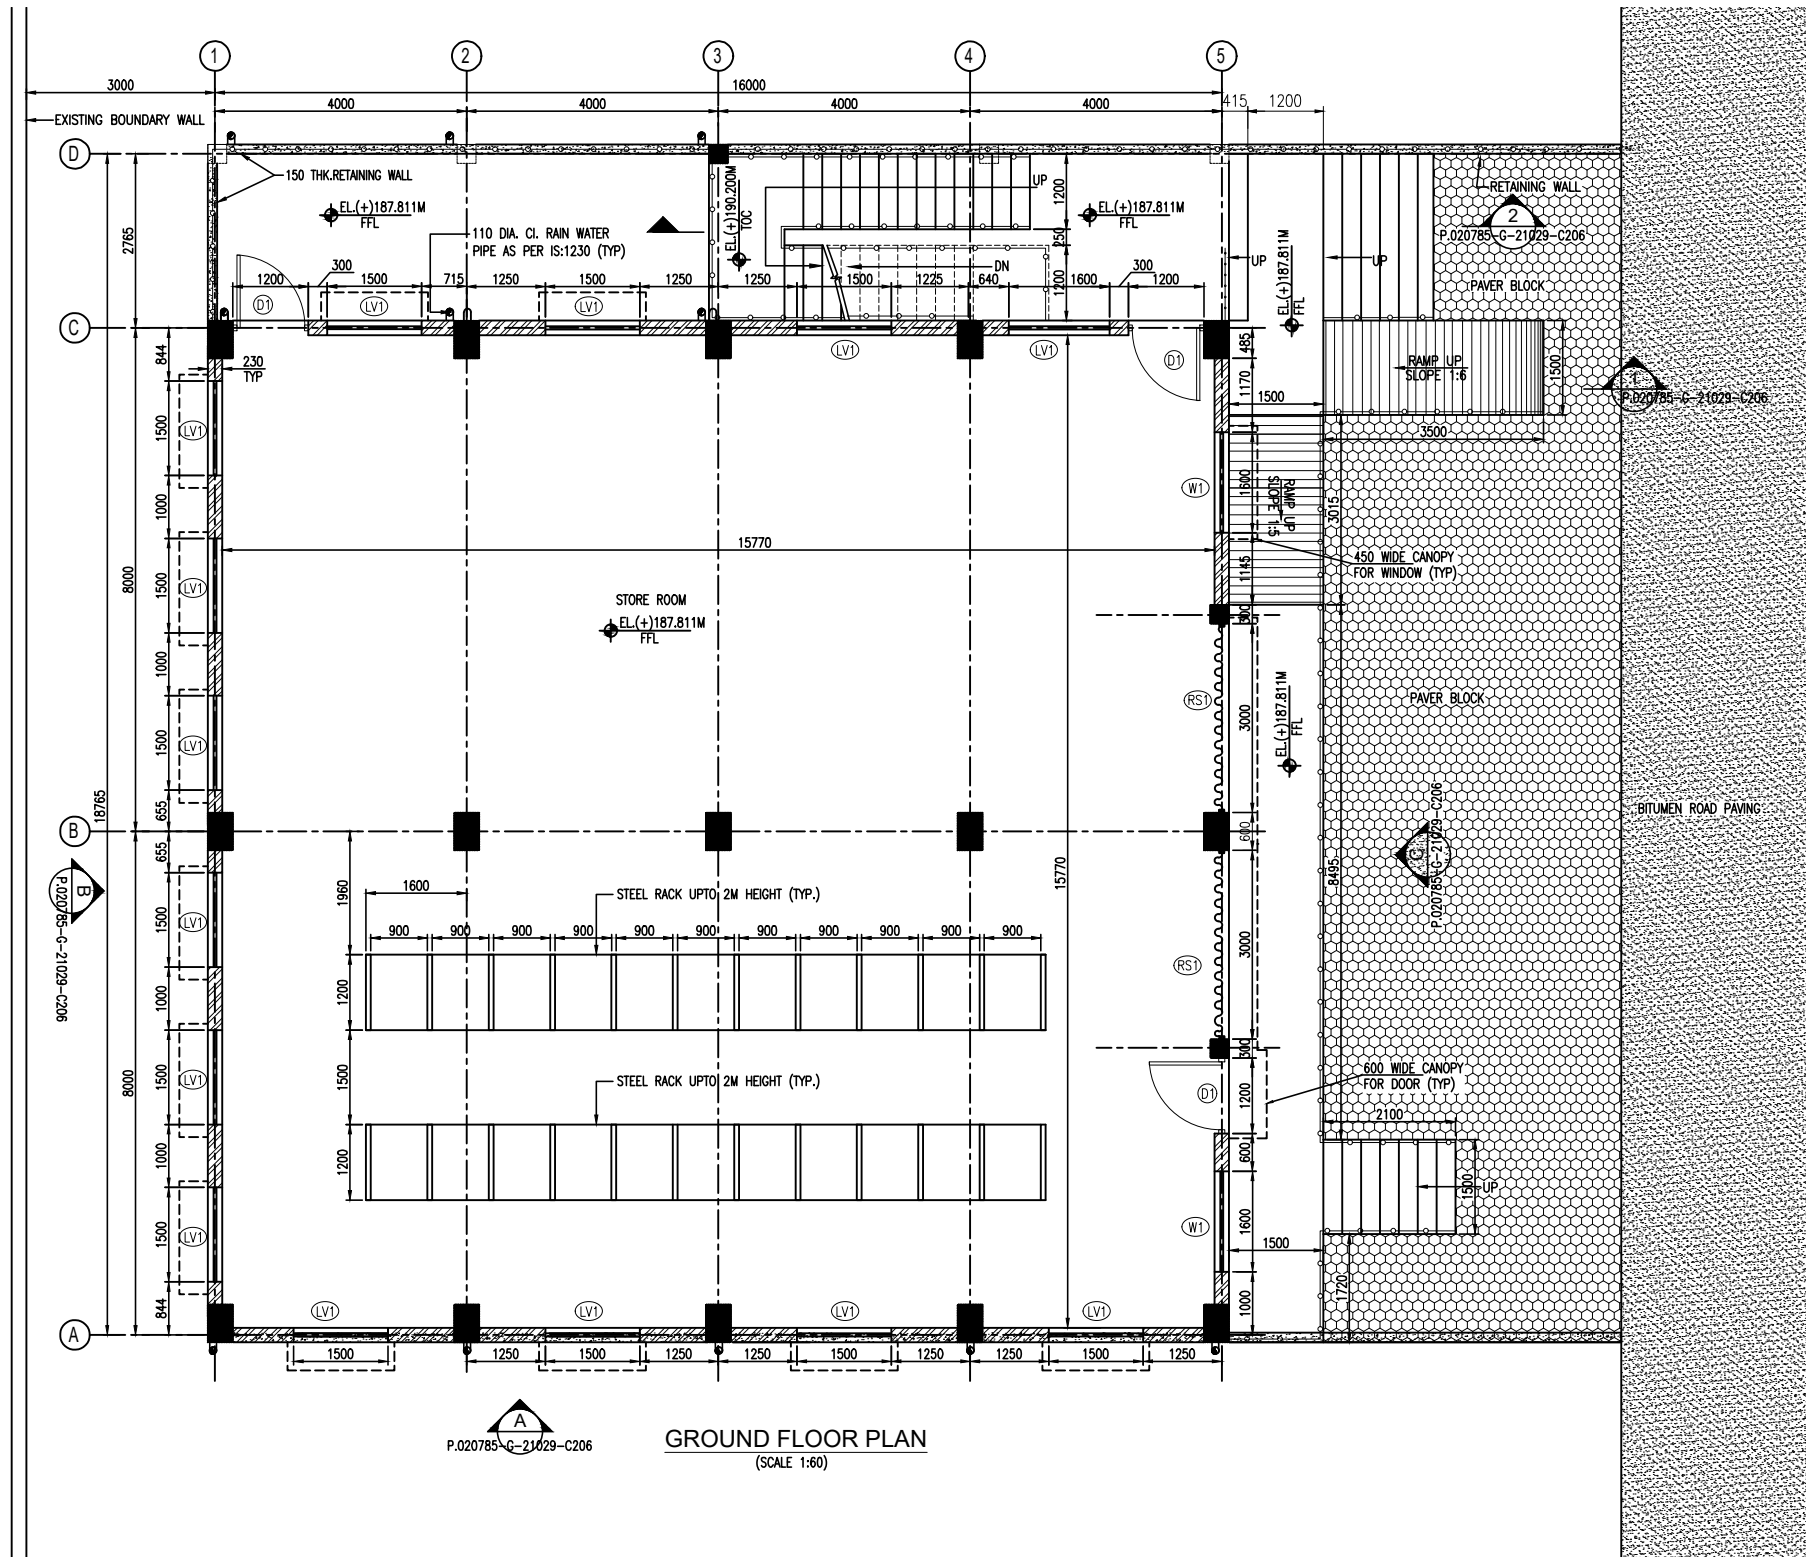 1
2
3
4
5
3000
16000
4000
4000
4000
4000
415
1200
EXISTING BOUNDARY WALL
D
150 THK.RETAINING WALL
EL.(+)187.811M
FFL
110 DIA. CI. RAIN WATER
PIPE AS PER IS:1230 (TYP)
EL.(+)190.200M
TOC
UP
1200
250
1200
EL.(+)187.811M
FFL
DN
EL.(+)187.811M
FFL
UP
UP
RETAINING WALL
2
P.020785-G-21029-C206
PAVER BLOCK
2765
1200
300
1500
715
1250
1500
1250
1250
1500
1225
640
1600
300
1200
D1
LV1
LV1
C
LV1
LV1
D1
844
230
TYP
485
1170
1500
RAMP UP
SLOPE 1:6
1500
3500
1
P.020785-G-21029-C206
1500
LV1
1000
W1
1600
RAMP UP
SLOPE 1:5
3015
15770
450 WIDE CANOPY
FOR WINDOW (TYP)
8000
1500
LV1
1145
STORE ROOM
EL.(+)187.811M
FFL
300
1000
RS1
3000
EL.(+)187.811M
FFL
PAVER BLOCK
1500
LV1
655
18765
BITUMEN ROAD PAVING
B
600
655
15770
8495
P.020785-G-21029-C206
B
P.020785-G-21029-C206
1960
1600
STEEL RACK UPTO 2M HEIGHT (TYP.)
1500
LV1
900
900
900
900
900
900
900
900
900
900
900
RS1
3000
1000
1200
300
8000
1500
LV1
1500
STEEL RACK UPTO 2M HEIGHT (TYP.)
600 WIDE CANOPY
FOR DOOR (TYP)
D1
1200
2100
1000
1200
600
1500
UP
1500
LV1
W1
1600
1500
1720
844
1000
LV1
LV1
LV1
LV1
A
1500
1250
1500
1250
1250
1500
1250
1250
1500
1250
A
P.020785-G-21029-C206
GROUND FLOOR PLAN
(SCALE 1:60)